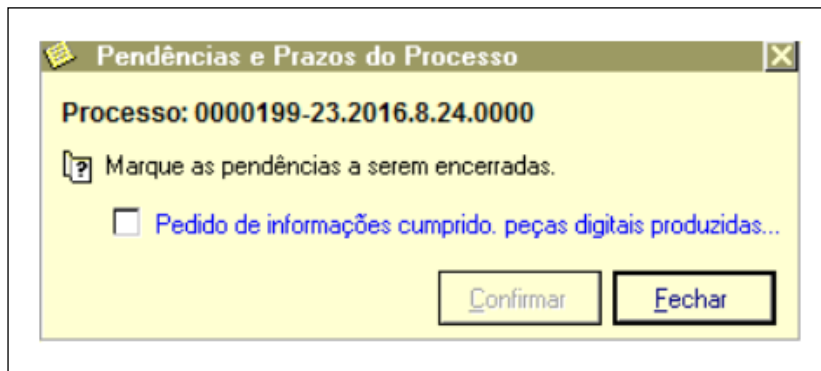 Pendências e Prazos do Processo
Processo: 0000199-23.2016.8.24.0000
Marque as pendências a serem encerradas.
Pedido de informações cumprido. peças digitais produzidas...
Confirmar Fechar